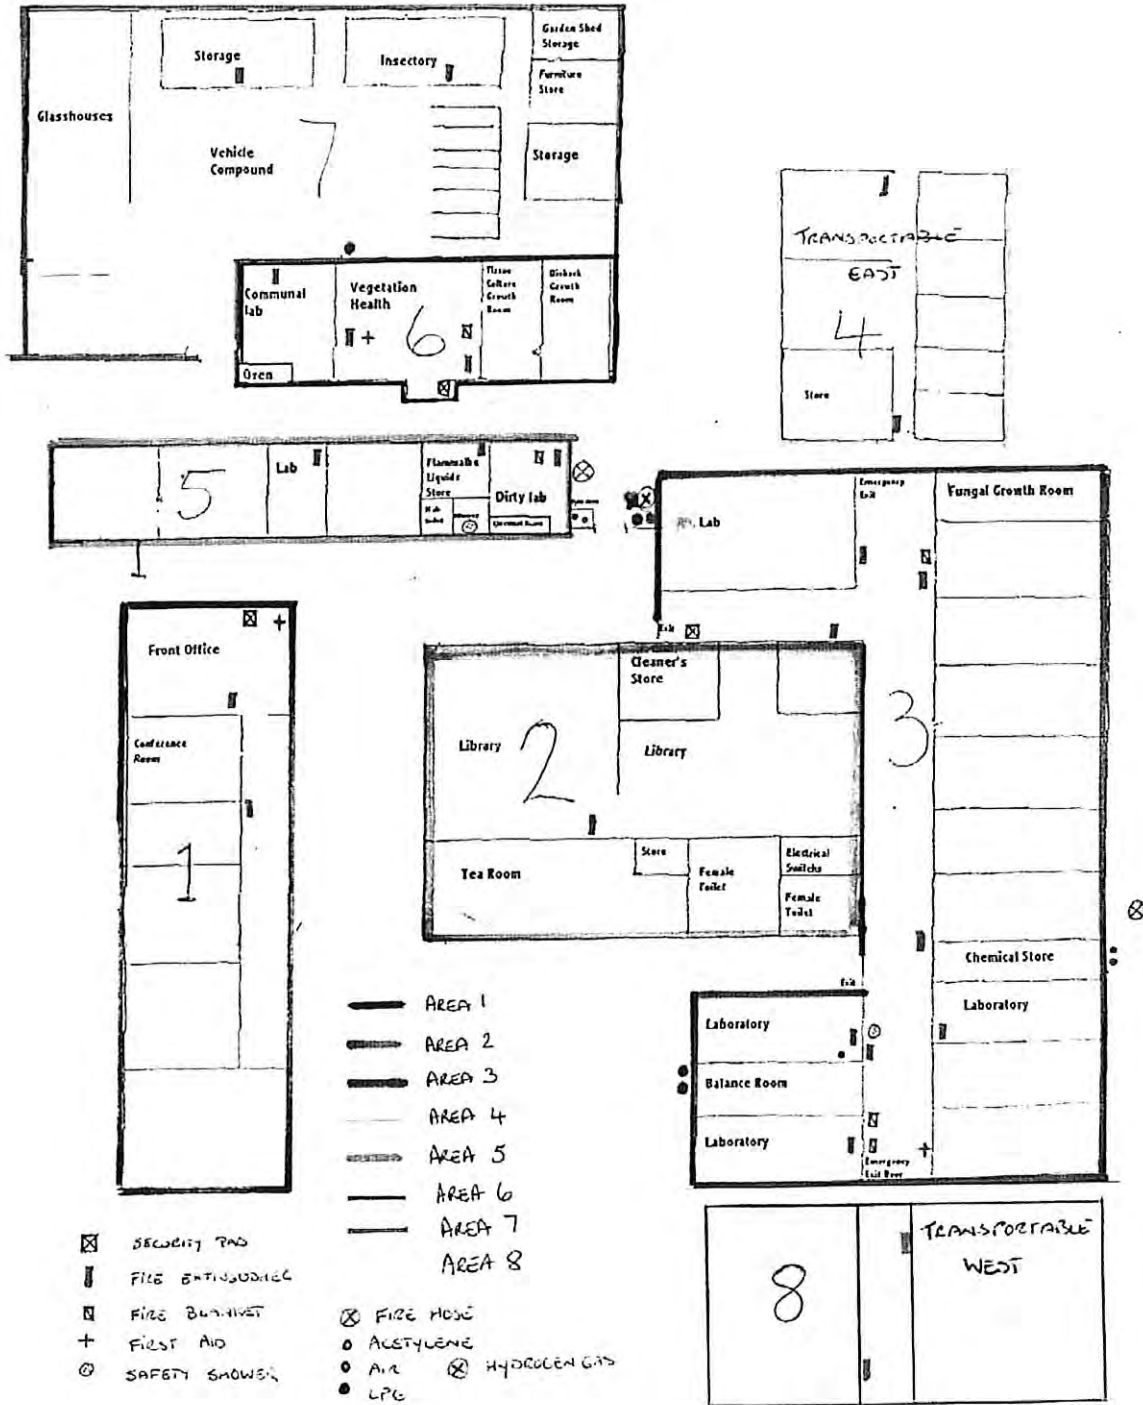 Garden Shed
Storage
Storage
Insectory
Furniture
Store
Glasshouses
7
Vehicle
Compound
Storage
TRANSPORTABLE
EAST
4
Store
Communal
lab
Vegetation
Health
Tissue
Culture
Growth
Room
Dieback
Growth
Room
6
Oven
5
Lab
Flammable
Liquids
Store
Dirty lab
Lab
Emergency
Exit
Fungal Growth Room
Front Office
Exit
Cleaner's
Store
Conference
Room
Library
2
Library
3
1
Tea Room
Store
Female
Toilet
Electrical
Switchs
Female
Toilet
Chemical Store
Exit
Laboratory
Laboratory
Balance Room
Laboratory
Emergency
Exit Door
AREA 1
AREA 2
AREA 3
AREA 4
AREA 5
AREA 6
AREA 7
AREA 8
SECURITY PAD
FIRE EXTINGUISHER
FIRE BLANKET
FIRST AID
SAFETY SHOWER
FIRE HOSE
ACETYLENE
AIR
HYDROGEN GAS
LPG
8
TRANSPORTABLE
WEST